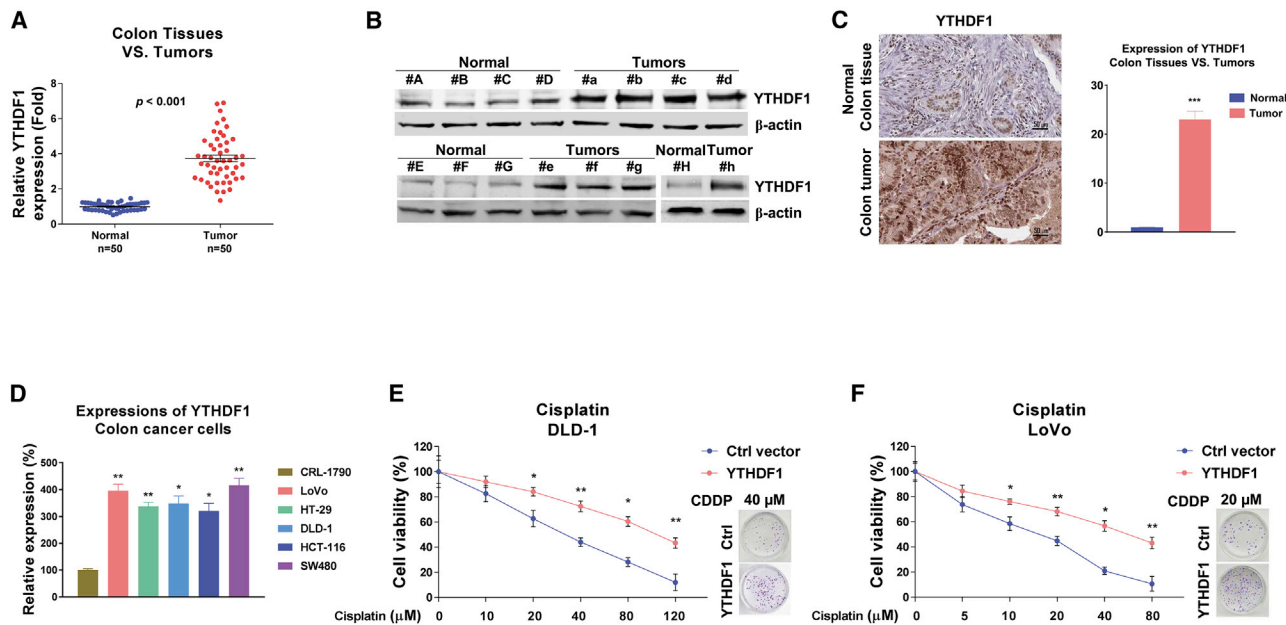 A
Colon Tissues
VS. Tumors
Relative YTHDF1
expression (Fold)
8
6
4
2
0
p < 0.001
Normal
n=50
Tumor
n=50
B
Normal Tumors
#A #B #C #D #a #b #c #d
YTHDF1
β-actin
Normal Tumors Normal Tumor
#E #F #G #e #f #g #H #h
YTHDF1
β-actin
C
YTHDF1
Normal
Colon tissue
50 μm
Colon tumor
50 μm
Expression of YTHDF1
Colon Tissues VS. Tumors
30
20
10
0
***
Normal
Tumor
D
Expressions of YTHDF1
Colon cancer cells
Relative expression (%)
500
400
300
200
100
0
** ** * * **
CRL-1790
LoVo
HT-29
DLD-1
HCT-116
SW480
E
Cisplatin
DLD-1
Cell viability (%)
120
100
80
60
40
20
0
* ** * **
Cisplatin (μM) 0 10 20 40 80 120
Ctrl vector
YTHDF1
CDDP 40 μM
Ctrl
YTHDF1
F
Cisplatin
LoVo
Cell viability (%)
120
100
80
60
40
20
0
* ** * **
Cisplatin (μM) 0 5 10 20 40 80
Ctrl vector
YTHDF1
CDDP 20 μM
Ctrl
YTHDF1